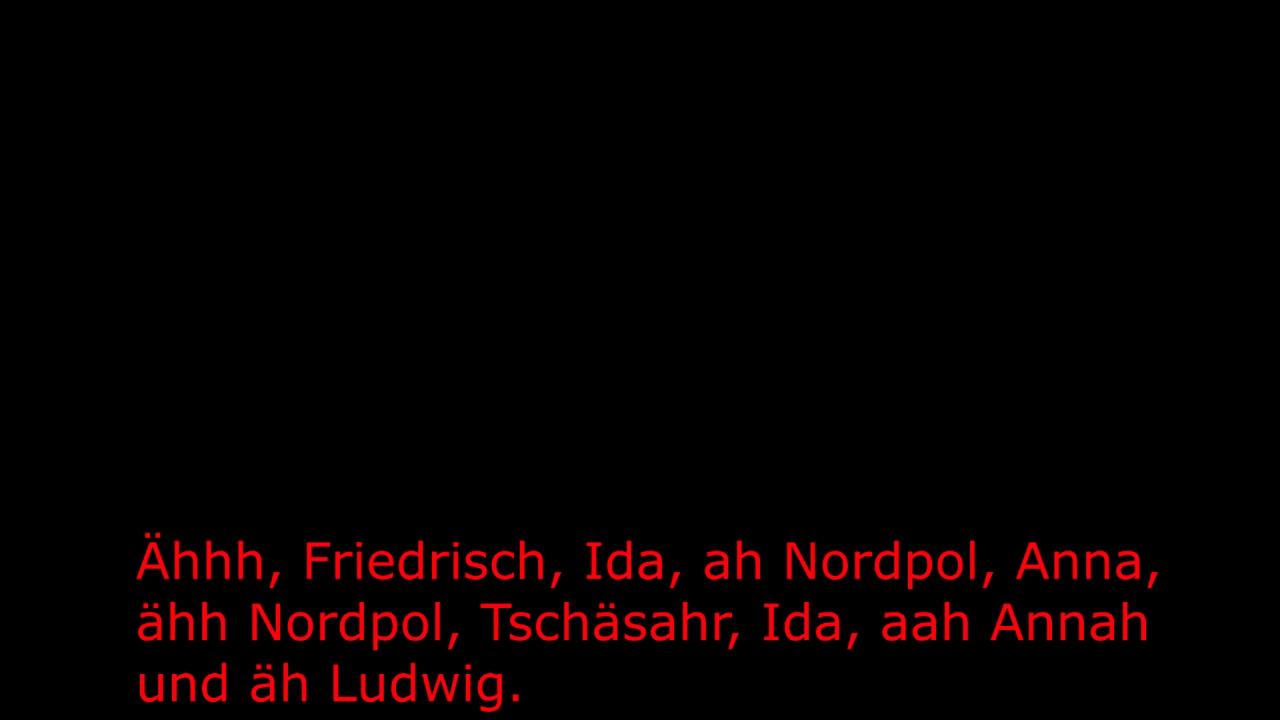 Ähhh, Friedrisch, Ida, ah Nordpol, Anna,
ähh Nordpol, Tschäsahr, Ida, aah Annah
und äh Ludwig.